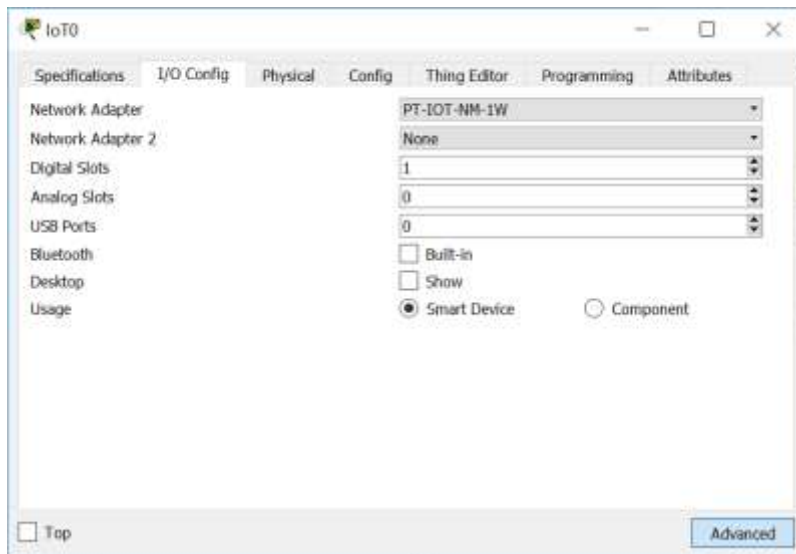 IoT0
Specifications I/O Config Physical Config Thing Editor Programming Attributes
Network Adapter PT-IOT-NM-1W
Network Adapter 2 None
Digital Slots 1
Analog Slots 0
USB Ports 0
Bluetooth Built-in
Desktop Show
Usage Smart Device Component
Top Advanced